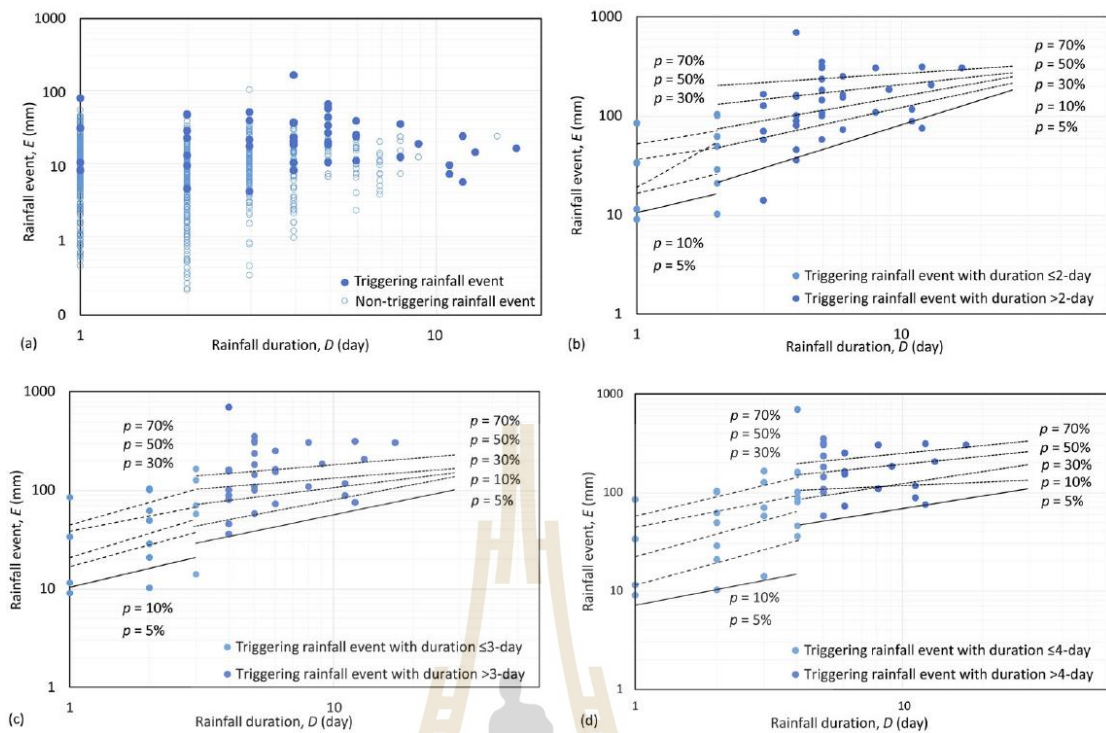 1000
100
10
1
0
Rainfall event, E (mm)
Triggering rainfall event
Non-triggering rainfall event
1
10
(a)
Rainfall duration, D (day)
1000
100
10
1
Rainfall event, E (mm)
p = 70%
p = 50%
p = 30%
p = 70%
p = 50%
p = 30%
p = 10%
p = 5%
p = 10%
p = 5%
Triggering rainfall event with duration ≤2-day
Triggering rainfall event with duration >2-day
1
10
(b)
Rainfall duration, D (day)
1000
100
10
1
Rainfall event, E (mm)
p = 70%
p = 50%
p = 30%
p = 70%
p = 50%
p = 30%
p = 10%
p = 5%
p = 10%
p = 5%
Triggering rainfall event with duration ≤3-day
Triggering rainfall event with duration >3-day
1
10
(c)
Rainfall duration, D (day)
1000
100
10
1
Rainfall event, E (mm)
p = 70%
p = 50%
p = 30%
p = 70%
p = 50%
p = 30%
p = 10%
p = 5%
p = 10%
p = 5%
Triggering rainfall event with duration ≤4-day
Triggering rainfall event with duration >4-day
1
10
(d)
Rainfall duration, D (day)